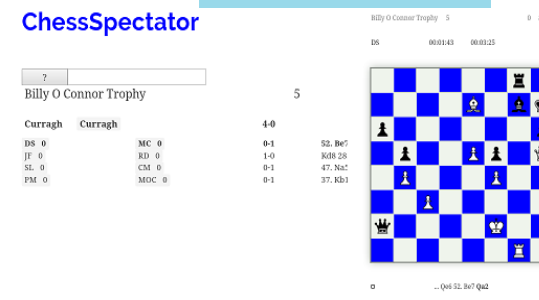 ChessSpectator
?
Billy O Connor Trophy 5
Curragh Curragh 4-0
DS 0 MC 0 0-1 52. Be7
JF 0 RD 0 1-0 Kd8 28
SL 0 CM 0 0-1 47. Na
PM 0 MOC 0 0-1 37. Kb1
Billy O Connor Trophy 5 0
DS 00:01:43 00:03:25
... Qe6 52. Be7 Qa2